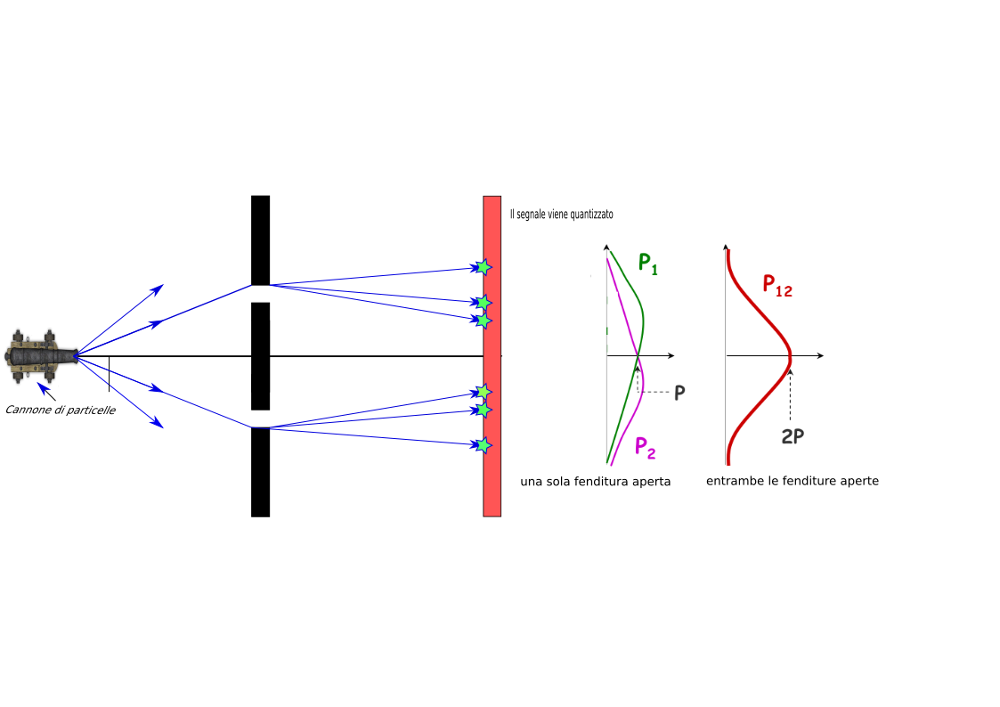 Il segnale viene quantizzato
P1
P12
Cannone di particelle
P
2P
P2
una sola fenditura aperta
entrambe le fenditure aperte